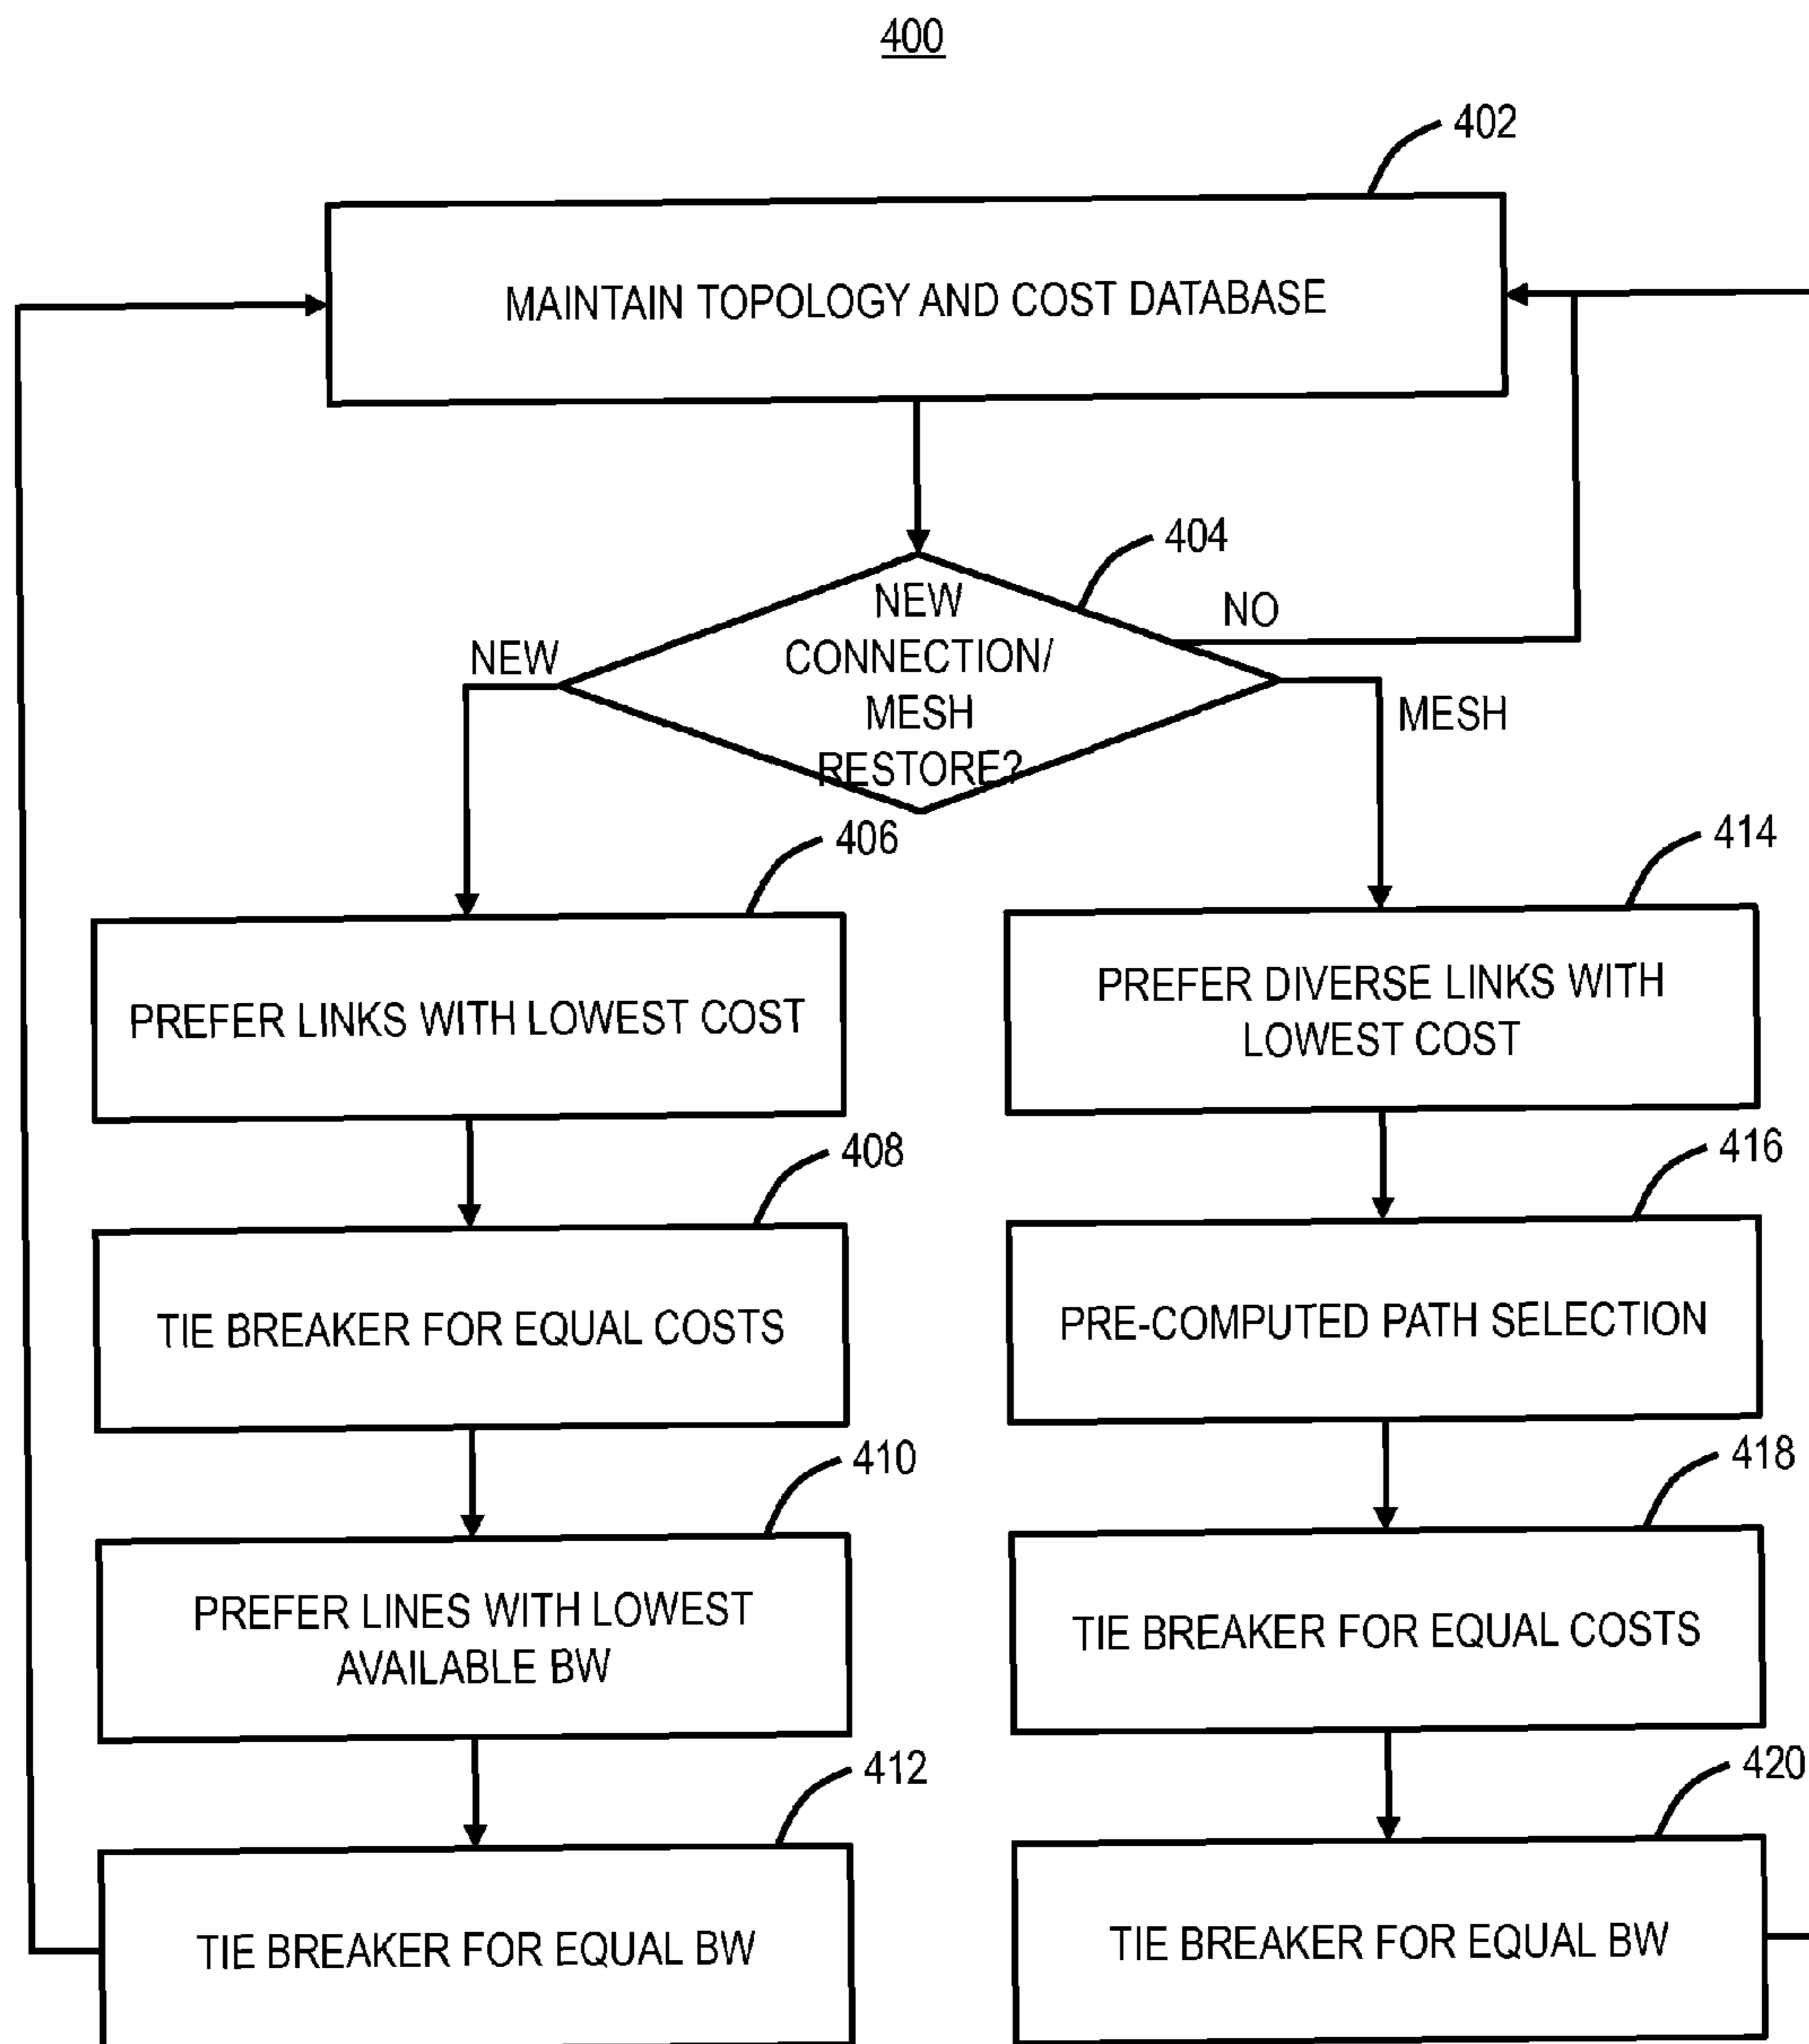 400
402
MAINTAIN TOPOLOGY AND COST DATABASE
404
NEW
CONNECTION/
MESH
RESTORE?
NO
NEW
MESH
406
PREFER LINKS WITH LOWEST COST
408
TIE BREAKER FOR EQUAL COSTS
410
PREFER LINES WITH LOWEST
AVAILABLE BW
412
TIE BREAKER FOR EQUAL BW
414
PREFER DIVERSE LINKS WITH
LOWEST COST
416
PRE-COMPUTED PATH SELECTION
418
TIE BREAKER FOR EQUAL COSTS
420
TIE BREAKER FOR EQUAL BW